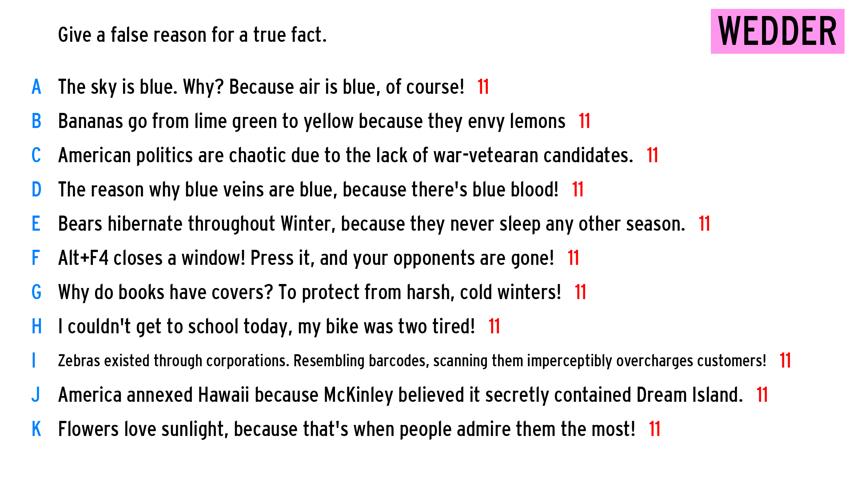 Give a false reason for a true fact.
WEDDER
A The sky is blue. Why? Because air is blue, of course! 11
B Bananas go from lime green to yellow because they envy lemons 11
C American politics are chaotic due to the lack of war-vetearan candidates. 11
D The reason why blue veins are blue, because there's blue blood! 11
E Bears hibernate throughout Winter, because they never sleep any other season. 11
F Alt+F4 closes a window! Press it, and your opponents are gone! 11
G Why do books have covers? To protect from harsh, cold winters! 11
H I couldn't get to school today, my bike was two tired! 11
I Zebras existed through corporations. Resembling barcodes, scanning them imperceptibly overcharges customers! 11
J America annexed Hawaii because McKinley believed it secretly contained Dream Island. 11
K Flowers love sunlight, because that's when people admire them the most! 11